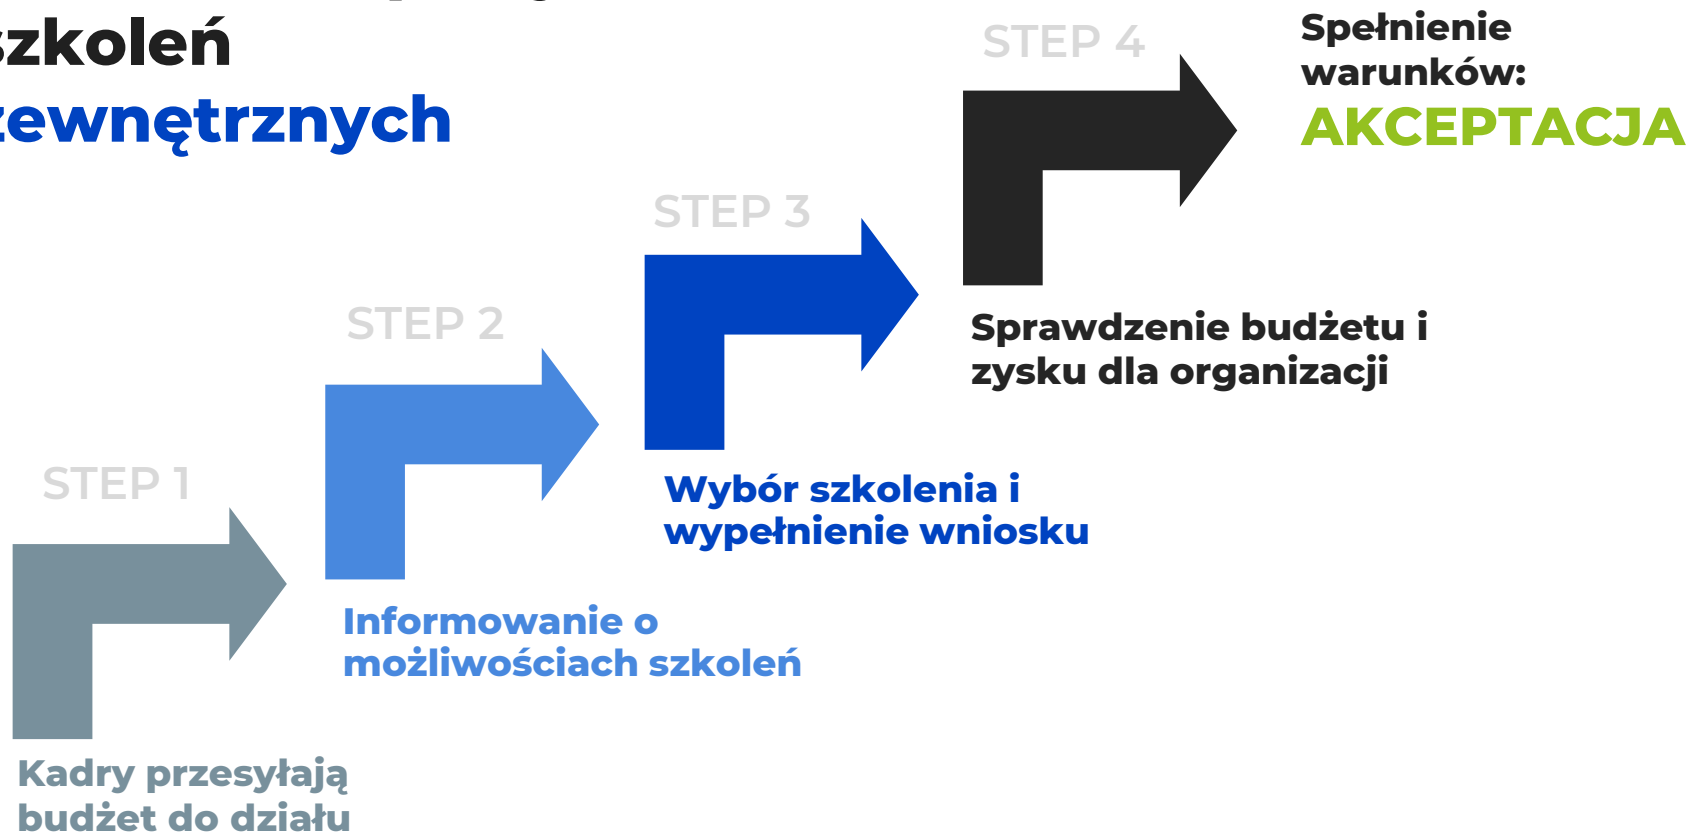 szkoleń
zewnętrznych
STEP 4
Spełnienie
warunków:
AKCEPTACJA
STEP 3
Sprawdzenie budżetu i
zysku dla organizacji
STEP 2
Wybór szkolenia i
wypełnienie wniosku
STEP 1
Informowanie o
możliwościach szkoleń
Kadry przesyłają
budżet do działu